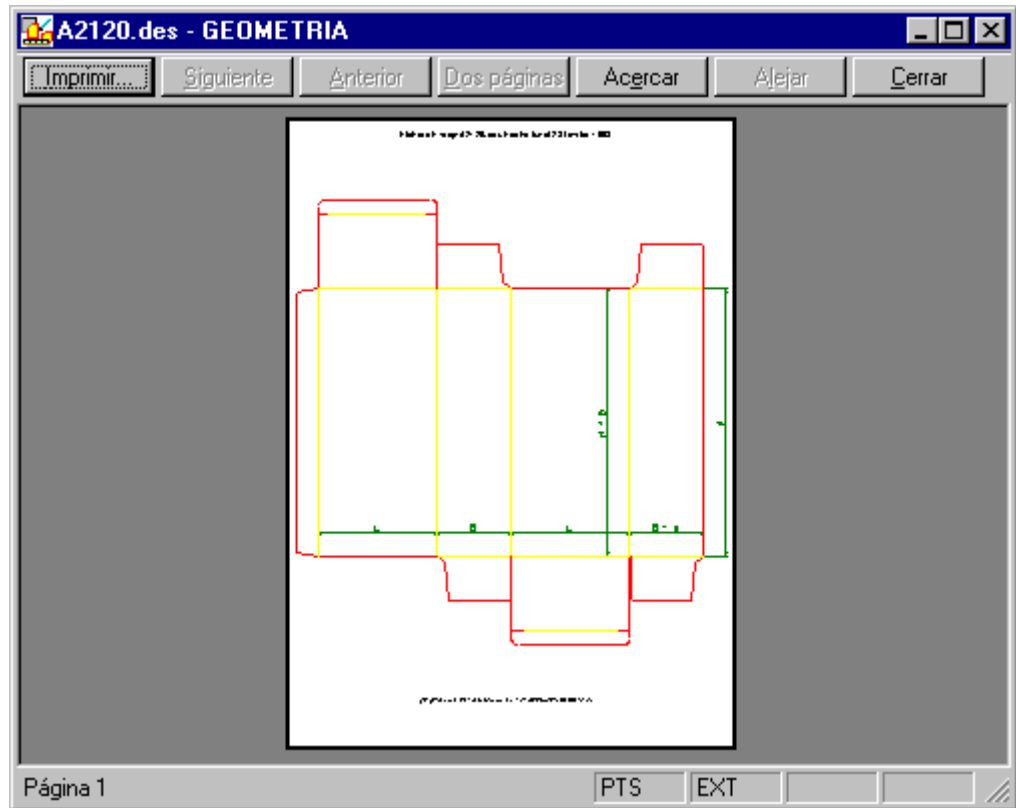 A2120.des - GEOMETRIA
Imprimir... Siguiente Anterior Dos páginas Acercar Alejar Cerrar
L B L
Página 1 PTS EXT